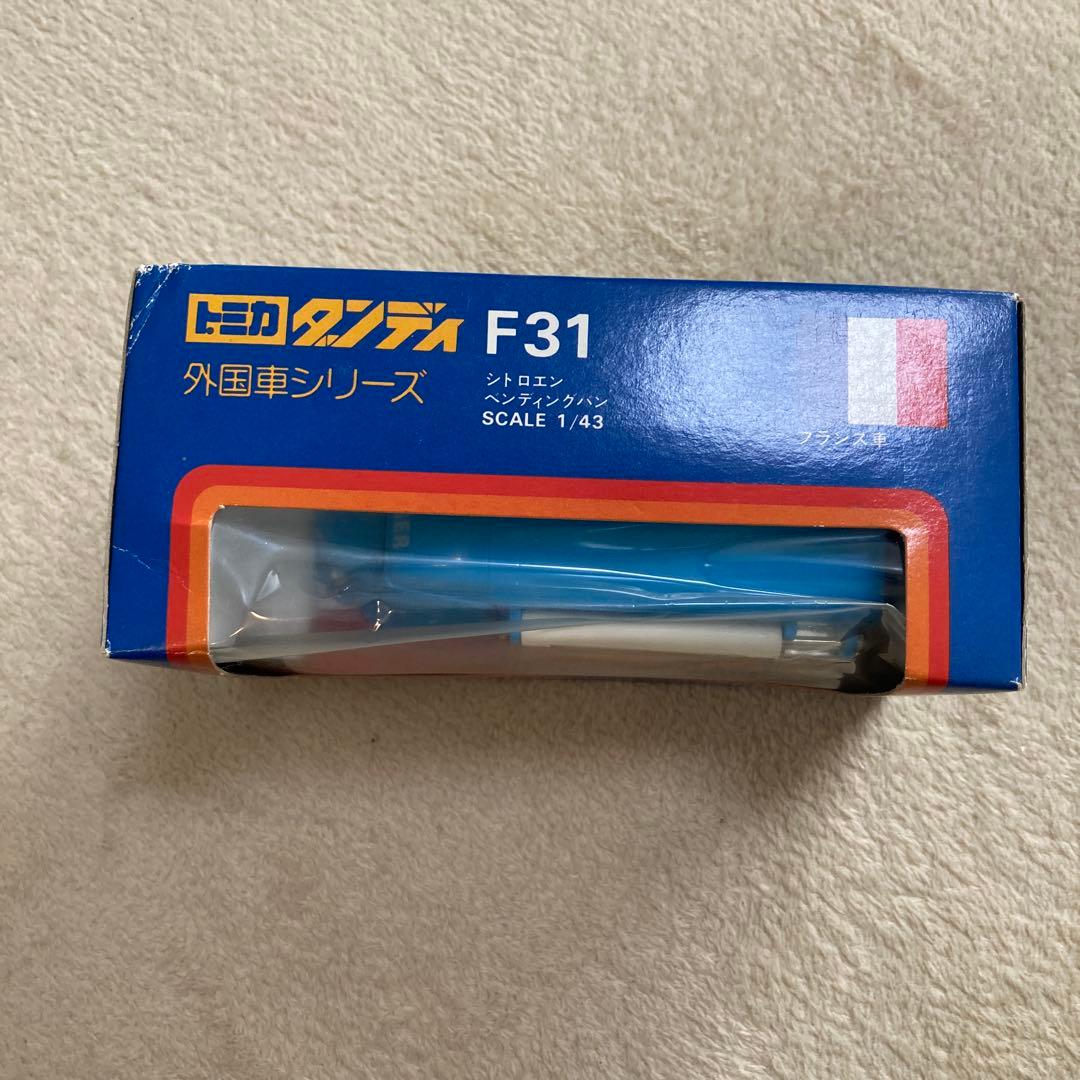 トミカ ダンディ F31
外国車シリーズ
シトロエン
ベンディングバン
SCALE 1/43
フランス車
ER